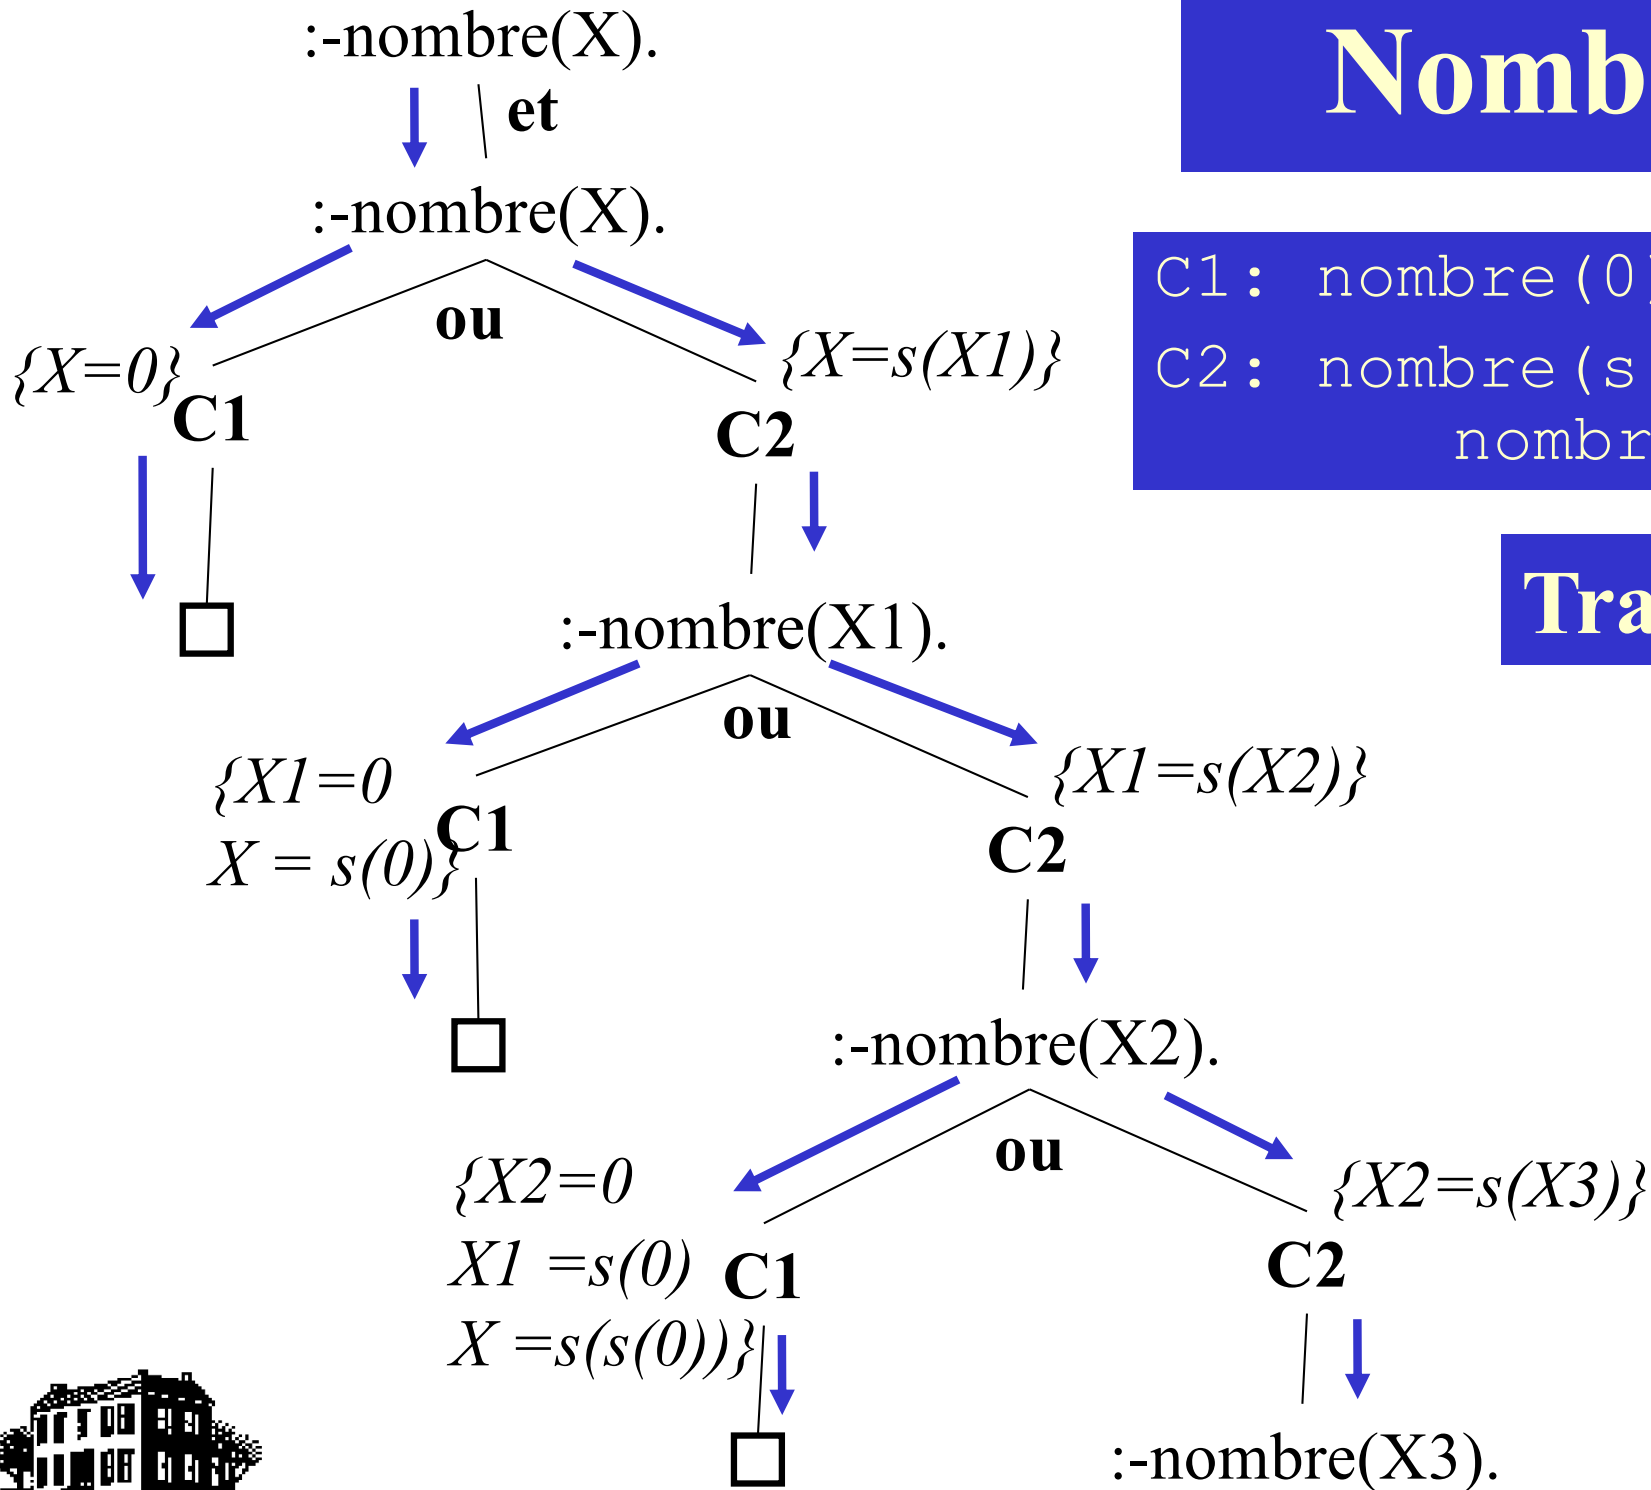 :-nombre(X).
et
:-nombre(X).
ou
{X=0}
C1
{X=s(X1)}
C2
:-nombre(X1).
ou
{X1=0
X = s(0)}
C1
{X1=s(X2)}
C2
:-nombre(X2).
ou
{X2=0
X1 =s(0)
X =s(s(0))}
C1
{X2=s(X3)}
C2
:-nombre(X3).
Nomb
C1: nombre(0)
C2: nombre(s
nombr
Tra